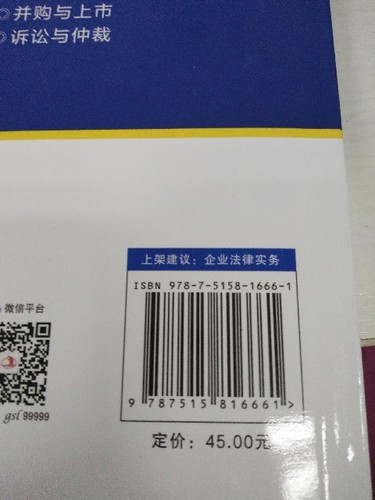 ◎ 并购与上市
◎ 诉讼与仲裁
上架建议：企业法律实务
ISBN 978-7-5158-1666-1
9 787515 816661 >
定价：45.00元
微信平台
gsl 99999